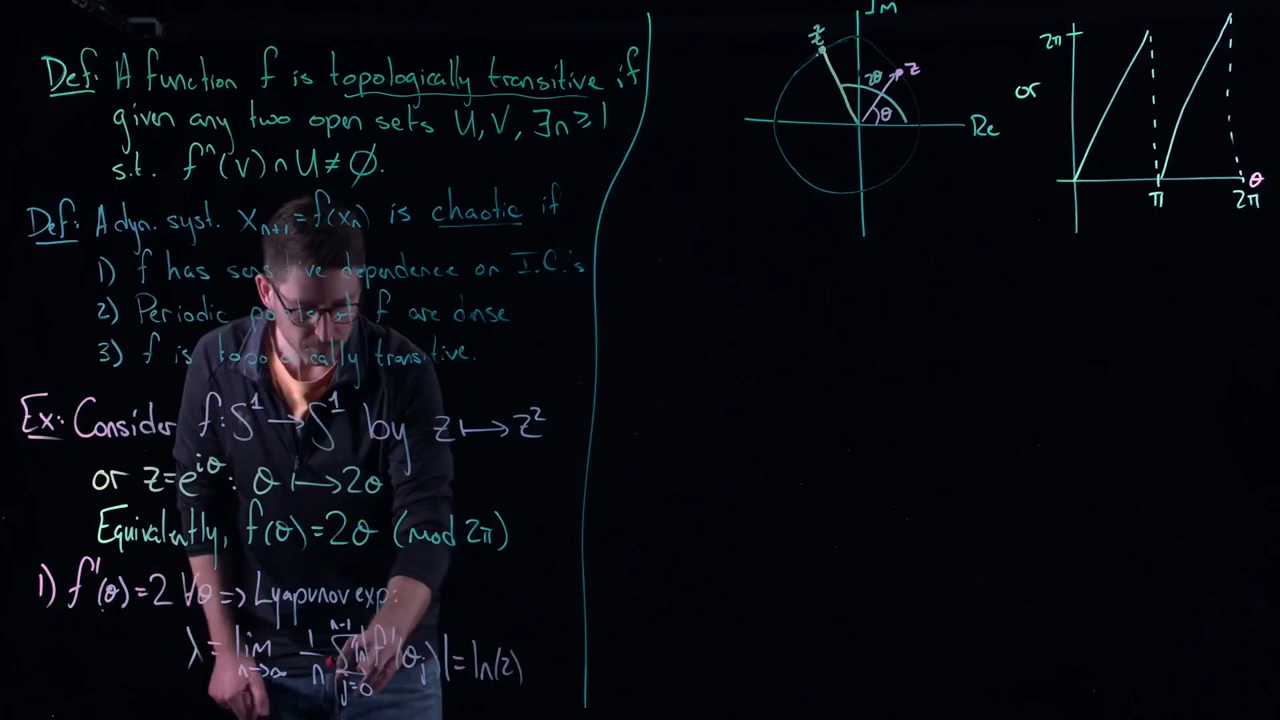 Def: A function f is topologically transitive if
given any two open sets U, V, ∃n≥1
s.t. fⁿ(V)∩U≠∅.
Def: A dyn. syst. xₙ₊₁=f(xₙ) is chaotic if
1) f has sensitive dependence on I.C.'s
2) Periodic points of f are dense
3) f is topologically transitive.
Ex: Consider f: S¹→S¹ by z↦z²
or z=e^{iθ}: θ↦2θ
Equivalently, f(θ)=2θ (mod 2π)
1) f'(θ)=2 ∀θ => Lyapunov exp:
λ = lim_{n→∞} 1/n ∑_{j=0}^{n-1} ln|f'(θⱼ)| = ln(2)
Im
z²
2θ
z
θ
Re
or
2π
π
2π
θ